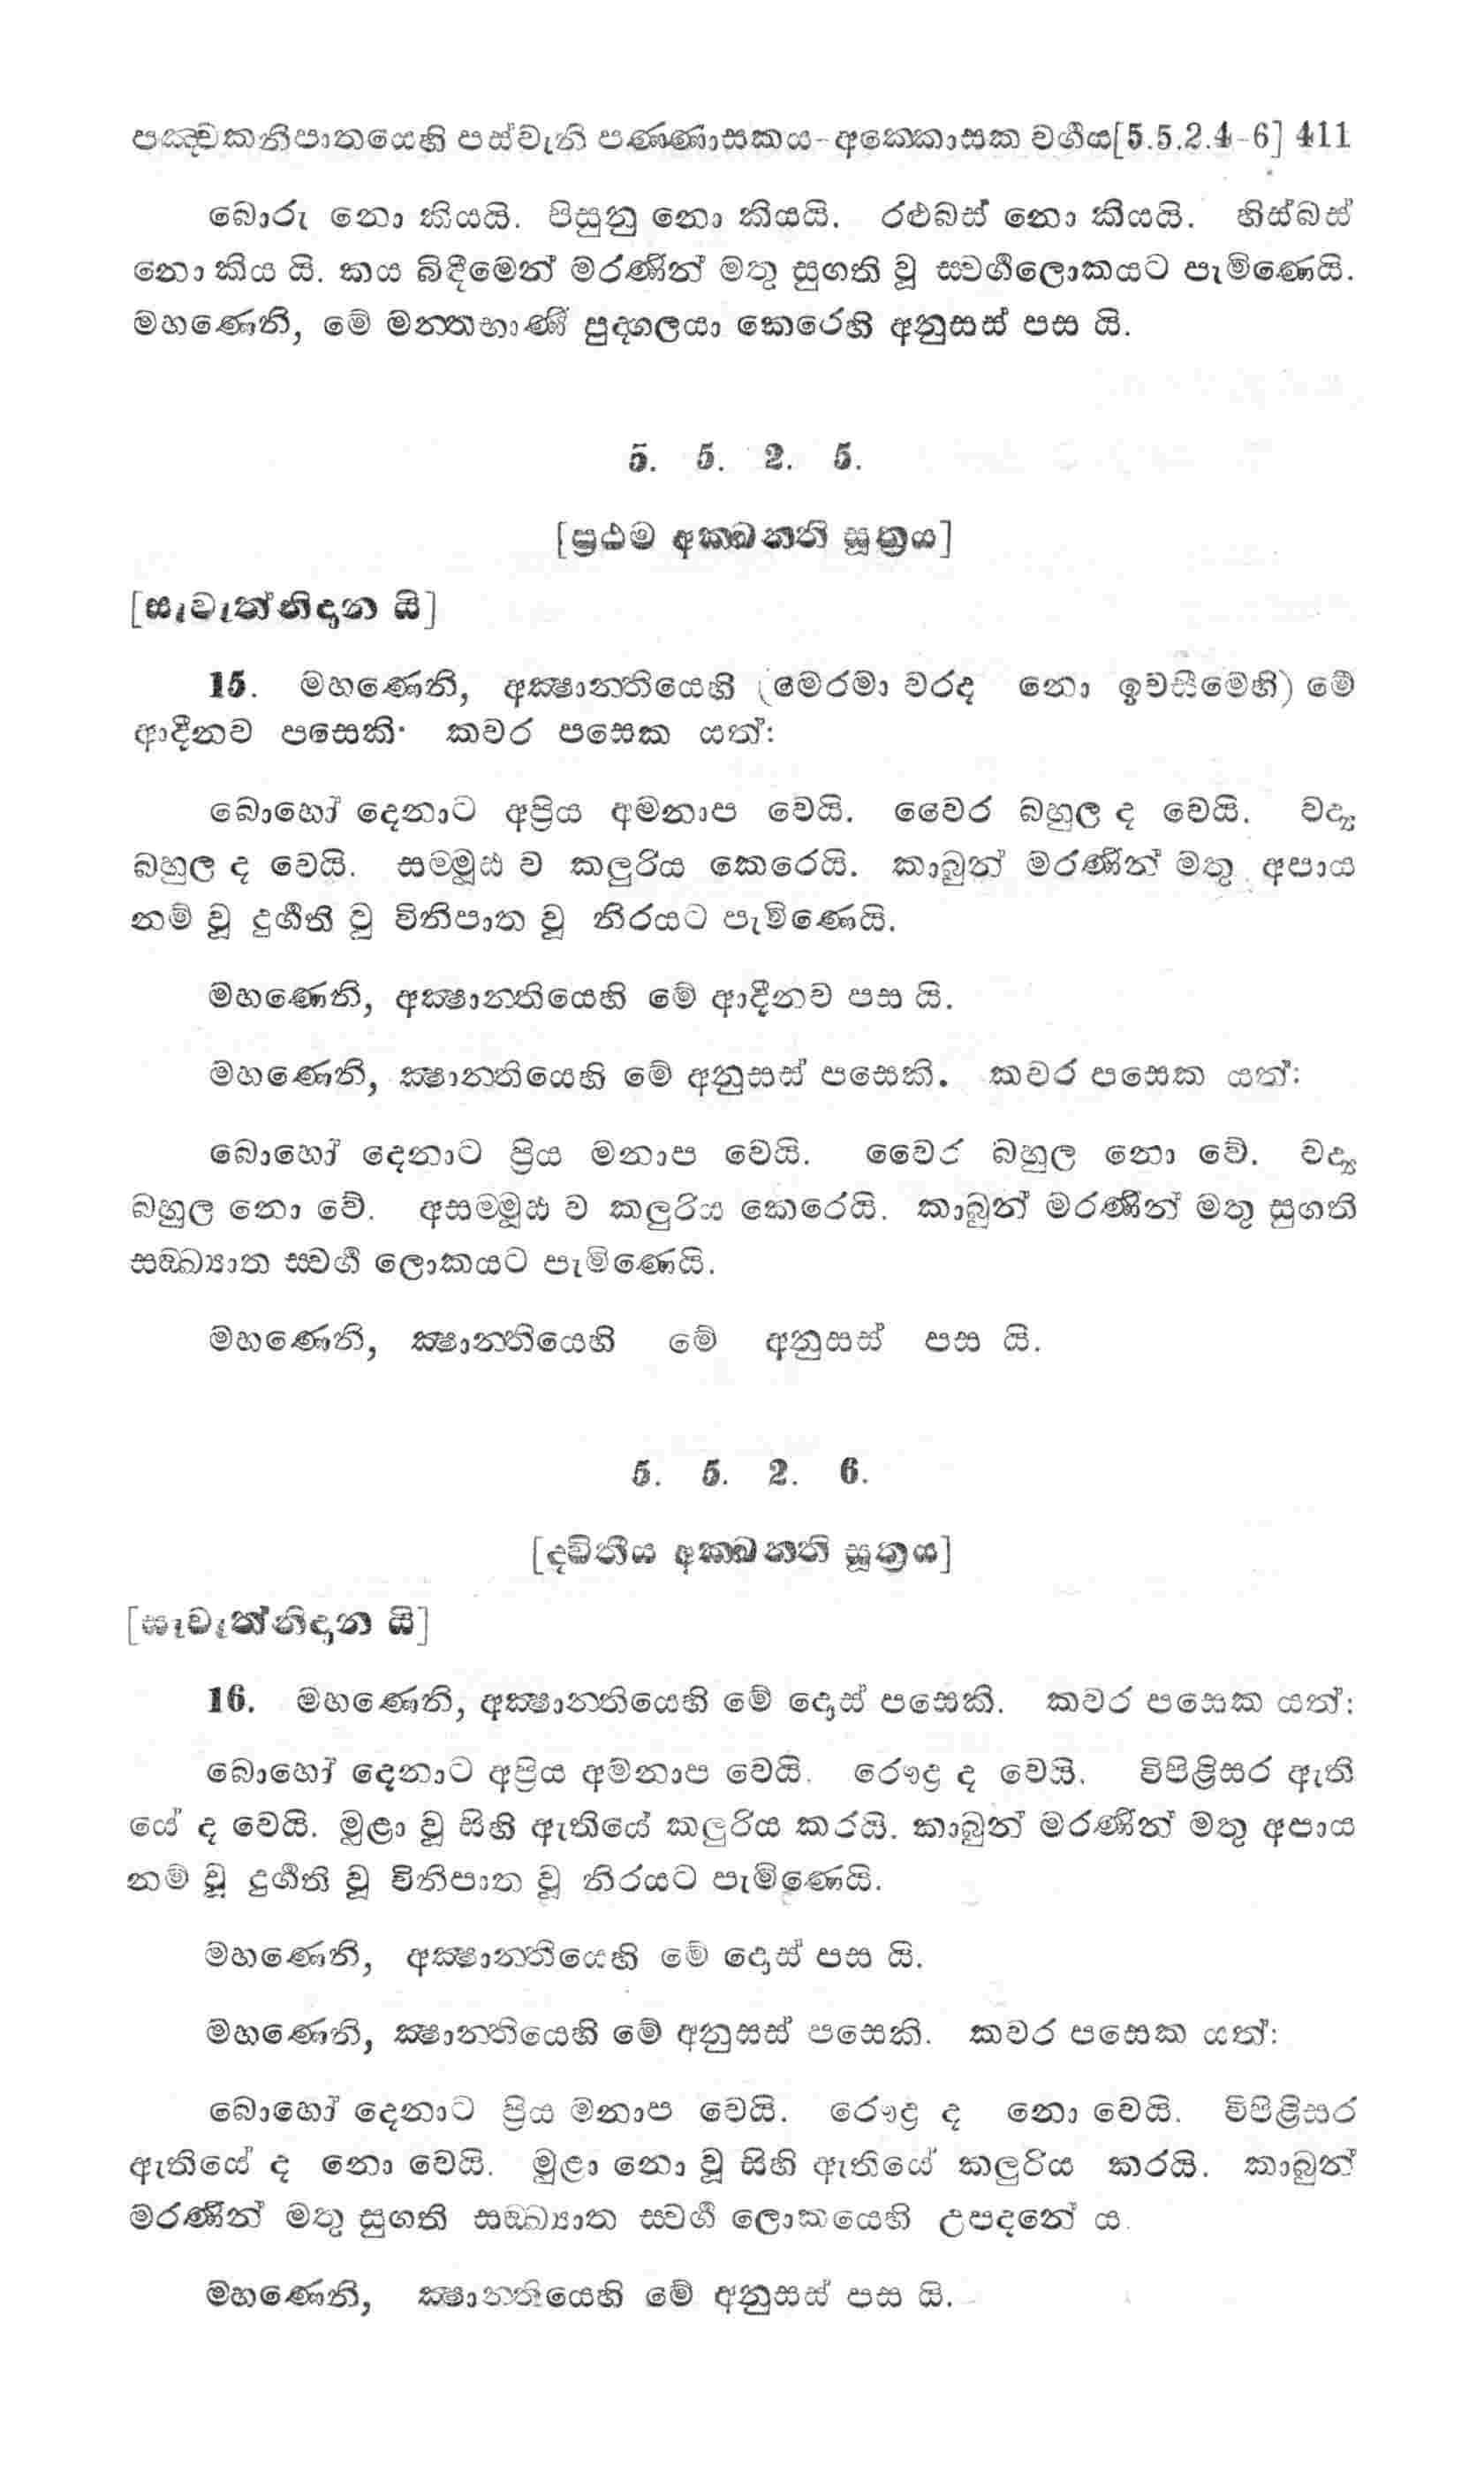 පඤ්චකනිපාතයෙහි පස්වැනි පණ්ණාසකය-අක්කොසක වර්ගය[5.5.2.4-6] 411
බොරු නො කියයි. පිසුනු නො කියයි. රළුබස් නො කියයි. හිස්බස්
නො කිය යි. කය බිඳීමෙන් මරණින් මතු සුගති වූ ස්වර්ගලොකයට පැමිණෙයි.
මහණෙනි, මේ මන්තභාණී පුද්ගලයා කෙරෙහි අනුසස් පස යි.
5. 5. 2. 5.
[ප්‍රථම අක්ඛන්ති සූත්‍රය]
[සැවැත්නිදාන යි]
15. මහණෙනි, අක්ෂාන්තියෙහි (මෙරමා වරද නො ඉවසීමෙහි) මේ
ආදීනව පසෙකි. කවර පසෙක යත්:
බොහෝ දෙනාට අප්‍රිය අමනාප වෙයි. වෛර බහුල ද වෙයි. වද්‍ය
බහුල ද වෙයි. සම්මූඪ ව කලුරිය කෙරෙයි. කාබුන් මරණින් මතු අපාය
නම් වූ දුර්ගති වු විනිපාත වූ නිරයට පැමිණෙයි.
මහණෙනි, අක්ෂාන්තියෙහි මේ ආදීනව පස යි.
මහණෙනි, ක්ෂාන්තියෙහි මේ අනුසස් පසෙකි. කවර පසෙක යත්:
බොහෝ දෙනාට ප්‍රිය මනාප වෙයි. වෛර බහුල නො වේ. වද්‍ය
බහුල නො වේ. අසම්මූඪ ව කලුරිය කෙරෙයි. කාබුන් මරණින් මතු සුගති
සඞ්ඛ්‍යාත ස්වර්ග ලොකයට පැමිණෙයි.
මහණෙනි, ක්ෂාන්තියෙහි මේ අනුසස් පස යි.
5. 5. 2. 6.
[ද්විතීය අක්ඛන්ති සූත්‍රය]
[සැවැත්නිදාන යි]
16. මහණෙනි, අක්ෂාන්තියෙහි මේ දොස් පසෙකි. කවර පසෙක යත්:
බොහෝ දෙනාට අප්‍රිය අමනාප වෙයි. රෞද්‍ර ද වෙයි. විපිළිසර ඇති
යේ ද වෙයි. මුළා වූ සිහි ඇතියේ කලුරිය කරයි. කාබුන් මරණින් මතු අපාය
නම් වූ දුර්ගති වූ විනිපාත වූ නිරයට පැමිණෙයි.
මහණෙනි, අක්ෂාන්තියෙහි මේ දොස් පස යි.
මහණෙනි, ක්ෂාන්තියෙහි මේ අනුසස් පසෙකි. කවර පසෙක යත්:
බොහෝ දෙනාට ප්‍රිය මනාප වෙයි. රෞද්‍ර ද නො වෙයි. විපිළිසර
ඇතියේ ද නො වෙයි. මුළා නො වූ සිහි ඇතියේ කලුරිය කරයි. කාබුන්
මරණින් මතු සුගති සඞ්ඛ්‍යාත ස්වර්ග ලොකයෙහි උපදනේ ය.
මහණෙනි, ක්ෂාන්තියෙහි මේ අනුසස් පස යි.